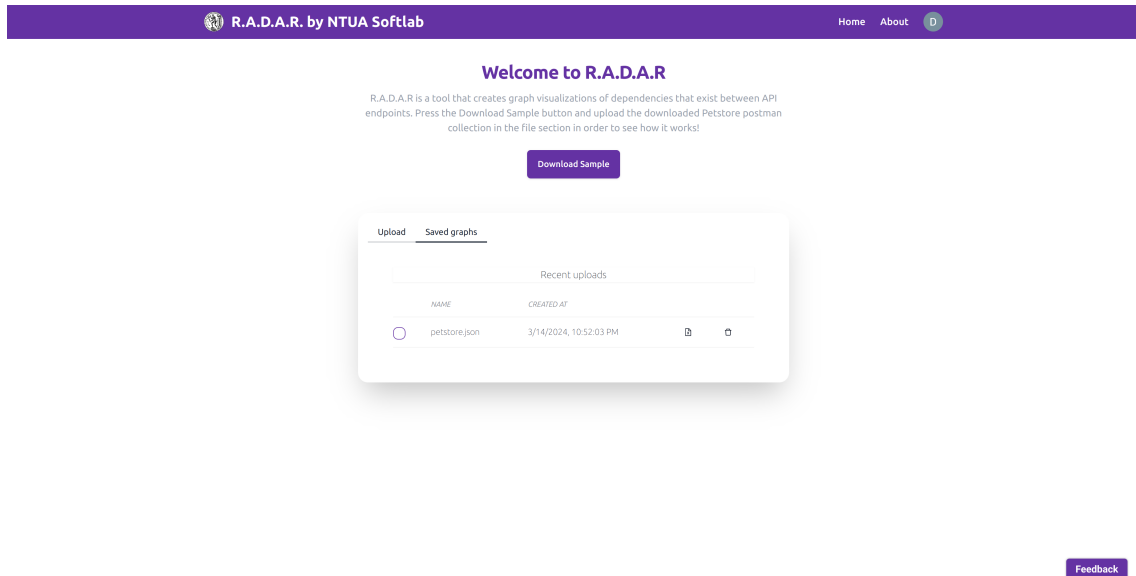 R.A.D.A.R. by NTUA Softlab
Home About D
Welcome to R.A.D.A.R
R.A.D.A.R is a tool that creates graph visualizations of dependencies that exist between API
endpoints. Press the Download Sample button and upload the downloaded Petstore postman
collection in the file section in order to see how it works!
Download Sample
Upload Saved graphs
Recent uploads
NAME CREATED AT
petstore.json 3/14/2024, 10:52:03 PM
Feedback